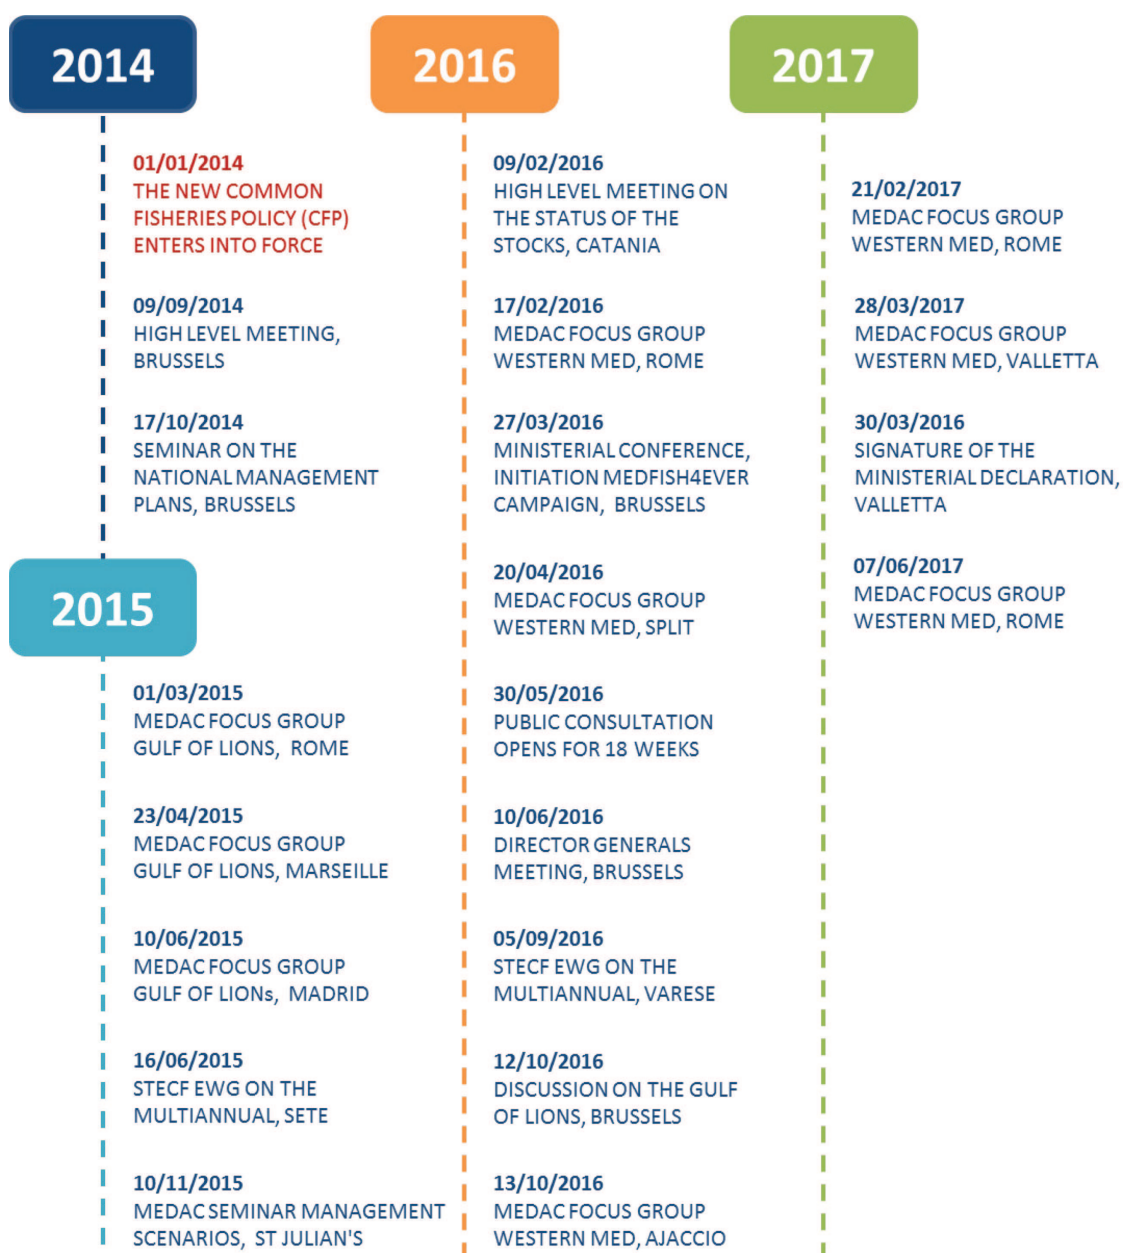 2014
01/01/2014
THE NEW COMMON
FISHERIES POLICY (CFP)
ENTERS INTO FORCE
09/09/2014
HIGH LEVEL MEETING,
BRUSSELS
17/10/2014
SEMINAR ON THE
NATIONAL MANAGEMENT
PLANS, BRUSSELS
2015
01/03/2015
MEDAC FOCUS GROUP
GULF OF LIONS, ROME
23/04/2015
MEDAC FOCUS GROUP
GULF OF LIONS, MARSEILLE
10/06/2015
MEDAC FOCUS GROUP
GULF OF LIONs, MADRID
16/06/2015
STECF EWG ON THE
MULTIANNUAL, SETE
10/11/2015
MEDAC SEMINAR MANAGEMENT
SCENARIOS, ST JULIAN'S
2016
09/02/2016
HIGH LEVEL MEETING ON
THE STATUS OF THE
STOCKS, CATANIA
17/02/2016
MEDAC FOCUS GROUP
WESTERN MED, ROME
27/03/2016
MINISTERIAL CONFERENCE,
INITIATION MEDFISH4EVER
CAMPAIGN, BRUSSELS
20/04/2016
MEDAC FOCUS GROUP
WESTERN MED, SPLIT
30/05/2016
PUBLIC CONSULTATION
OPENS FOR 18 WEEKS
10/06/2016
DIRECTOR GENERALS
MEETING, BRUSSELS
05/09/2016
STECF EWG ON THE
MULTIANNUAL, VARESE
12/10/2016
DISCUSSION ON THE GULF
OF LIONS, BRUSSELS
13/10/2016
MEDAC FOCUS GROUP
WESTERN MED, AJACCIO
2017
21/02/2017
MEDAC FOCUS GROUP
WESTERN MED, ROME
28/03/2017
MEDAC FOCUS GROUP
WESTERN MED, VALLETTA
30/03/2016
SIGNATURE OF THE
MINISTERIAL DECLARATION,
VALLETTA
07/06/2017
MEDAC FOCUS GROUP
WESTERN MED, ROME